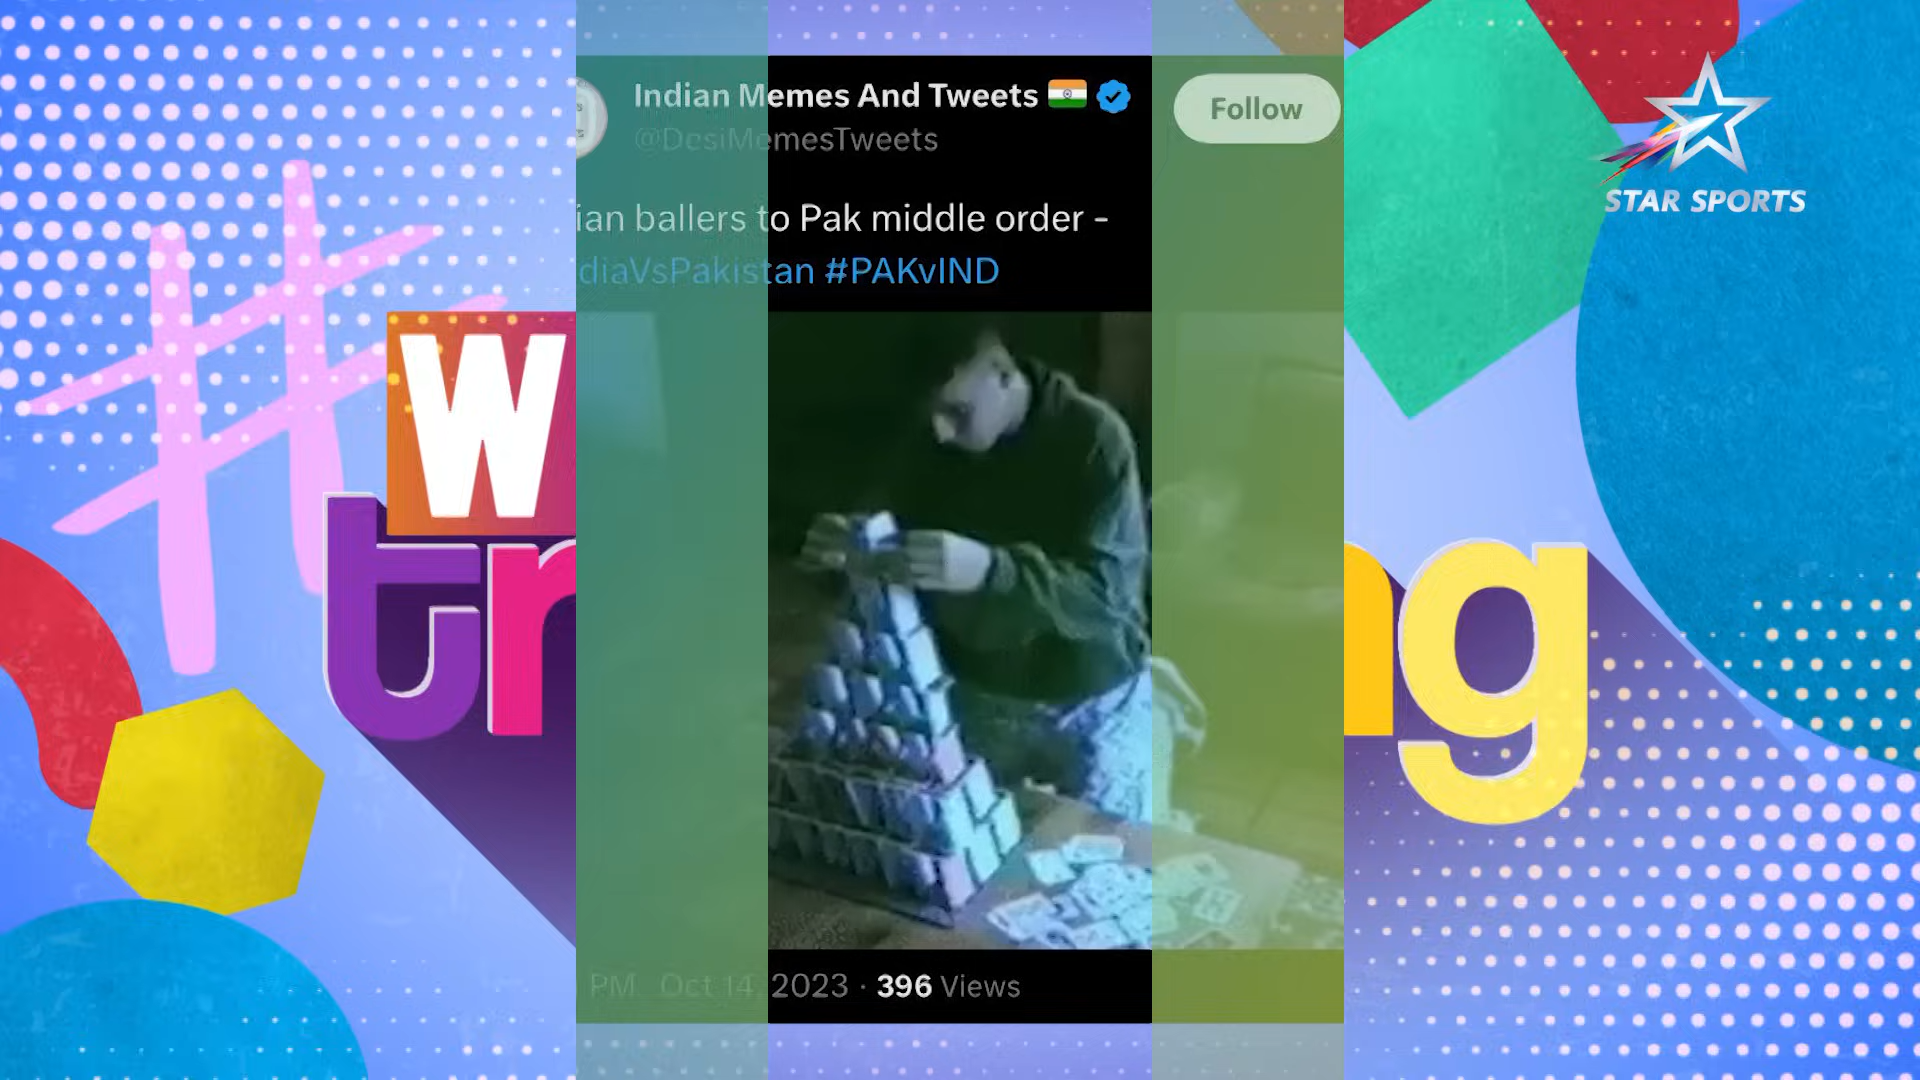 Indian Memes And Tweets
@DesiMemesTweets
Follow
STAR SPORTS
ian ballers to Pak middle order -
diaVsPakistan #PAKvIND
W
tr
g
PM Oct 14, 2023 · 396 Views